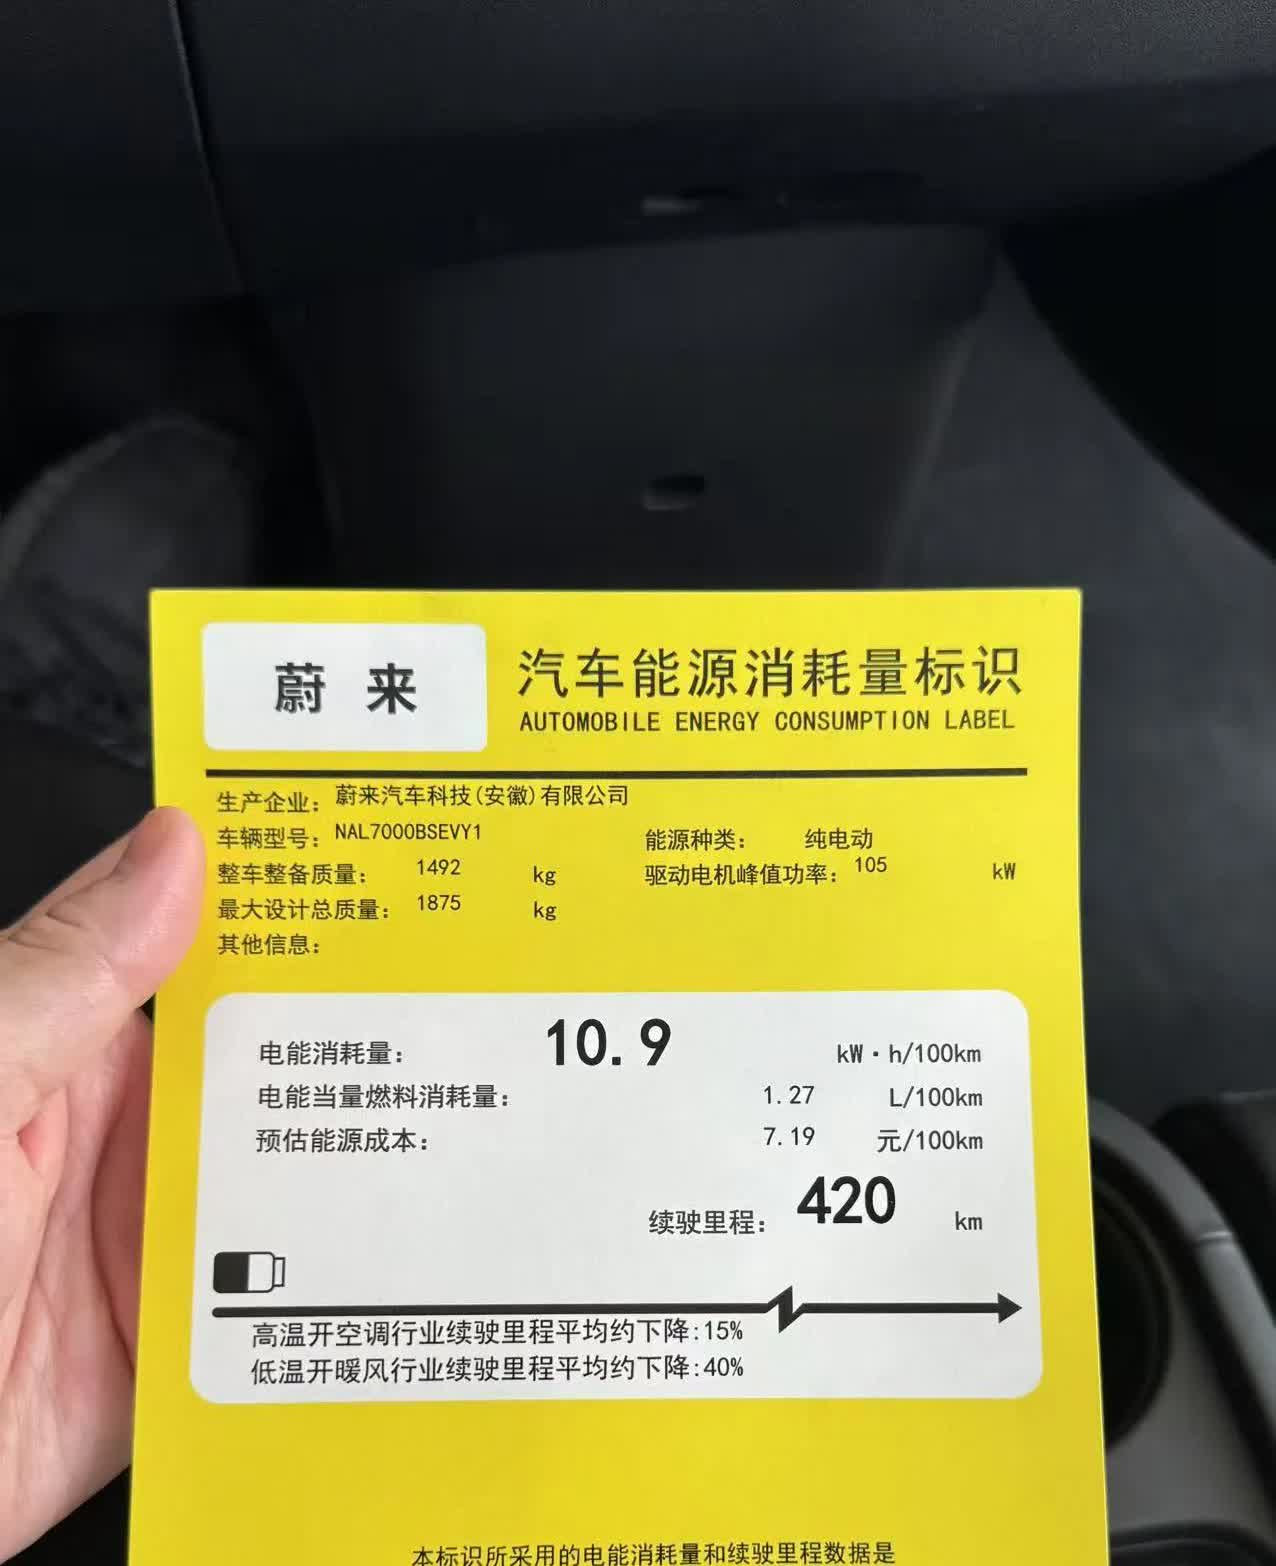 蔚来
汽车能源消耗量标识
AUTOMOBILE ENERGY CONSUMPTION LABEL
生产企业：蔚来汽车科技(安徽)有限公司
车辆型号：NAL7000BSEVY1 能源种类： 纯电动
整车整备质量： 1492 kg 驱动电机峰值功率：105 kW
最大设计总质量： 1875 kg
其他信息：
电能消耗量： 10.9 kW·h/100km
电能当量燃料消耗量： 1.27 L/100km
预估能源成本： 7.19 元/100km
续驶里程： 420 km
高温开空调行业续驶里程平均约下降:15%
低温开暖风行业续驶里程平均约下降:40%
本标识所采用的电能消耗量和续驶里程数据是